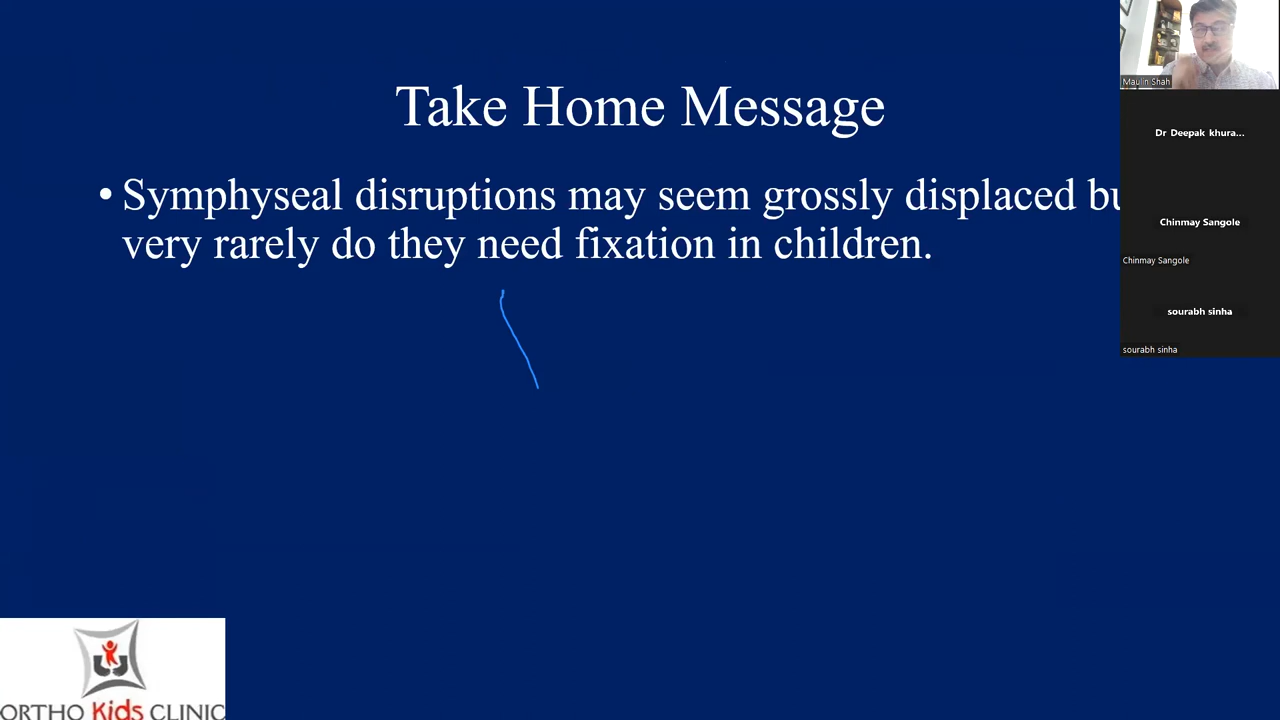 Take Home Message
• Symphyseal disruptions may seem grossly displaced bu
very rarely do they need fixation in children.
Maulin Shah
Dr Deepak khura...
Chinmay Sangole
Chinmay Sangole
sourabh sinha
sourabh sinha
ORTHO Kids CLINIC